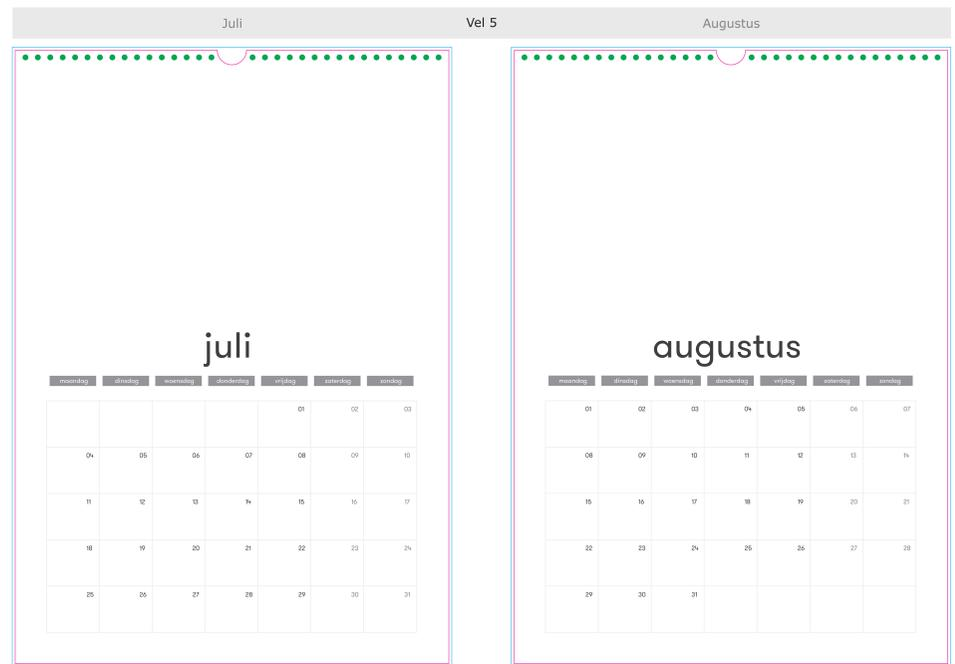 Juli Vel 5 Augustus
juli
maandag dinsdag woensdag donderdag vrijdag zaterdag zondag
01 02 03
04 05 06 07 08 09 10
11 12 13 14 15 16 17
18 19 20 21 22 23 24
25 26 27 28 29 30 31
augustus
maandag dinsdag woensdag donderdag vrijdag zaterdag zondag
01 02 03 04 05 06 07
08 09 10 11 12 13 14
15 16 17 18 19 20 21
22 23 24 25 26 27 28
29 30 31